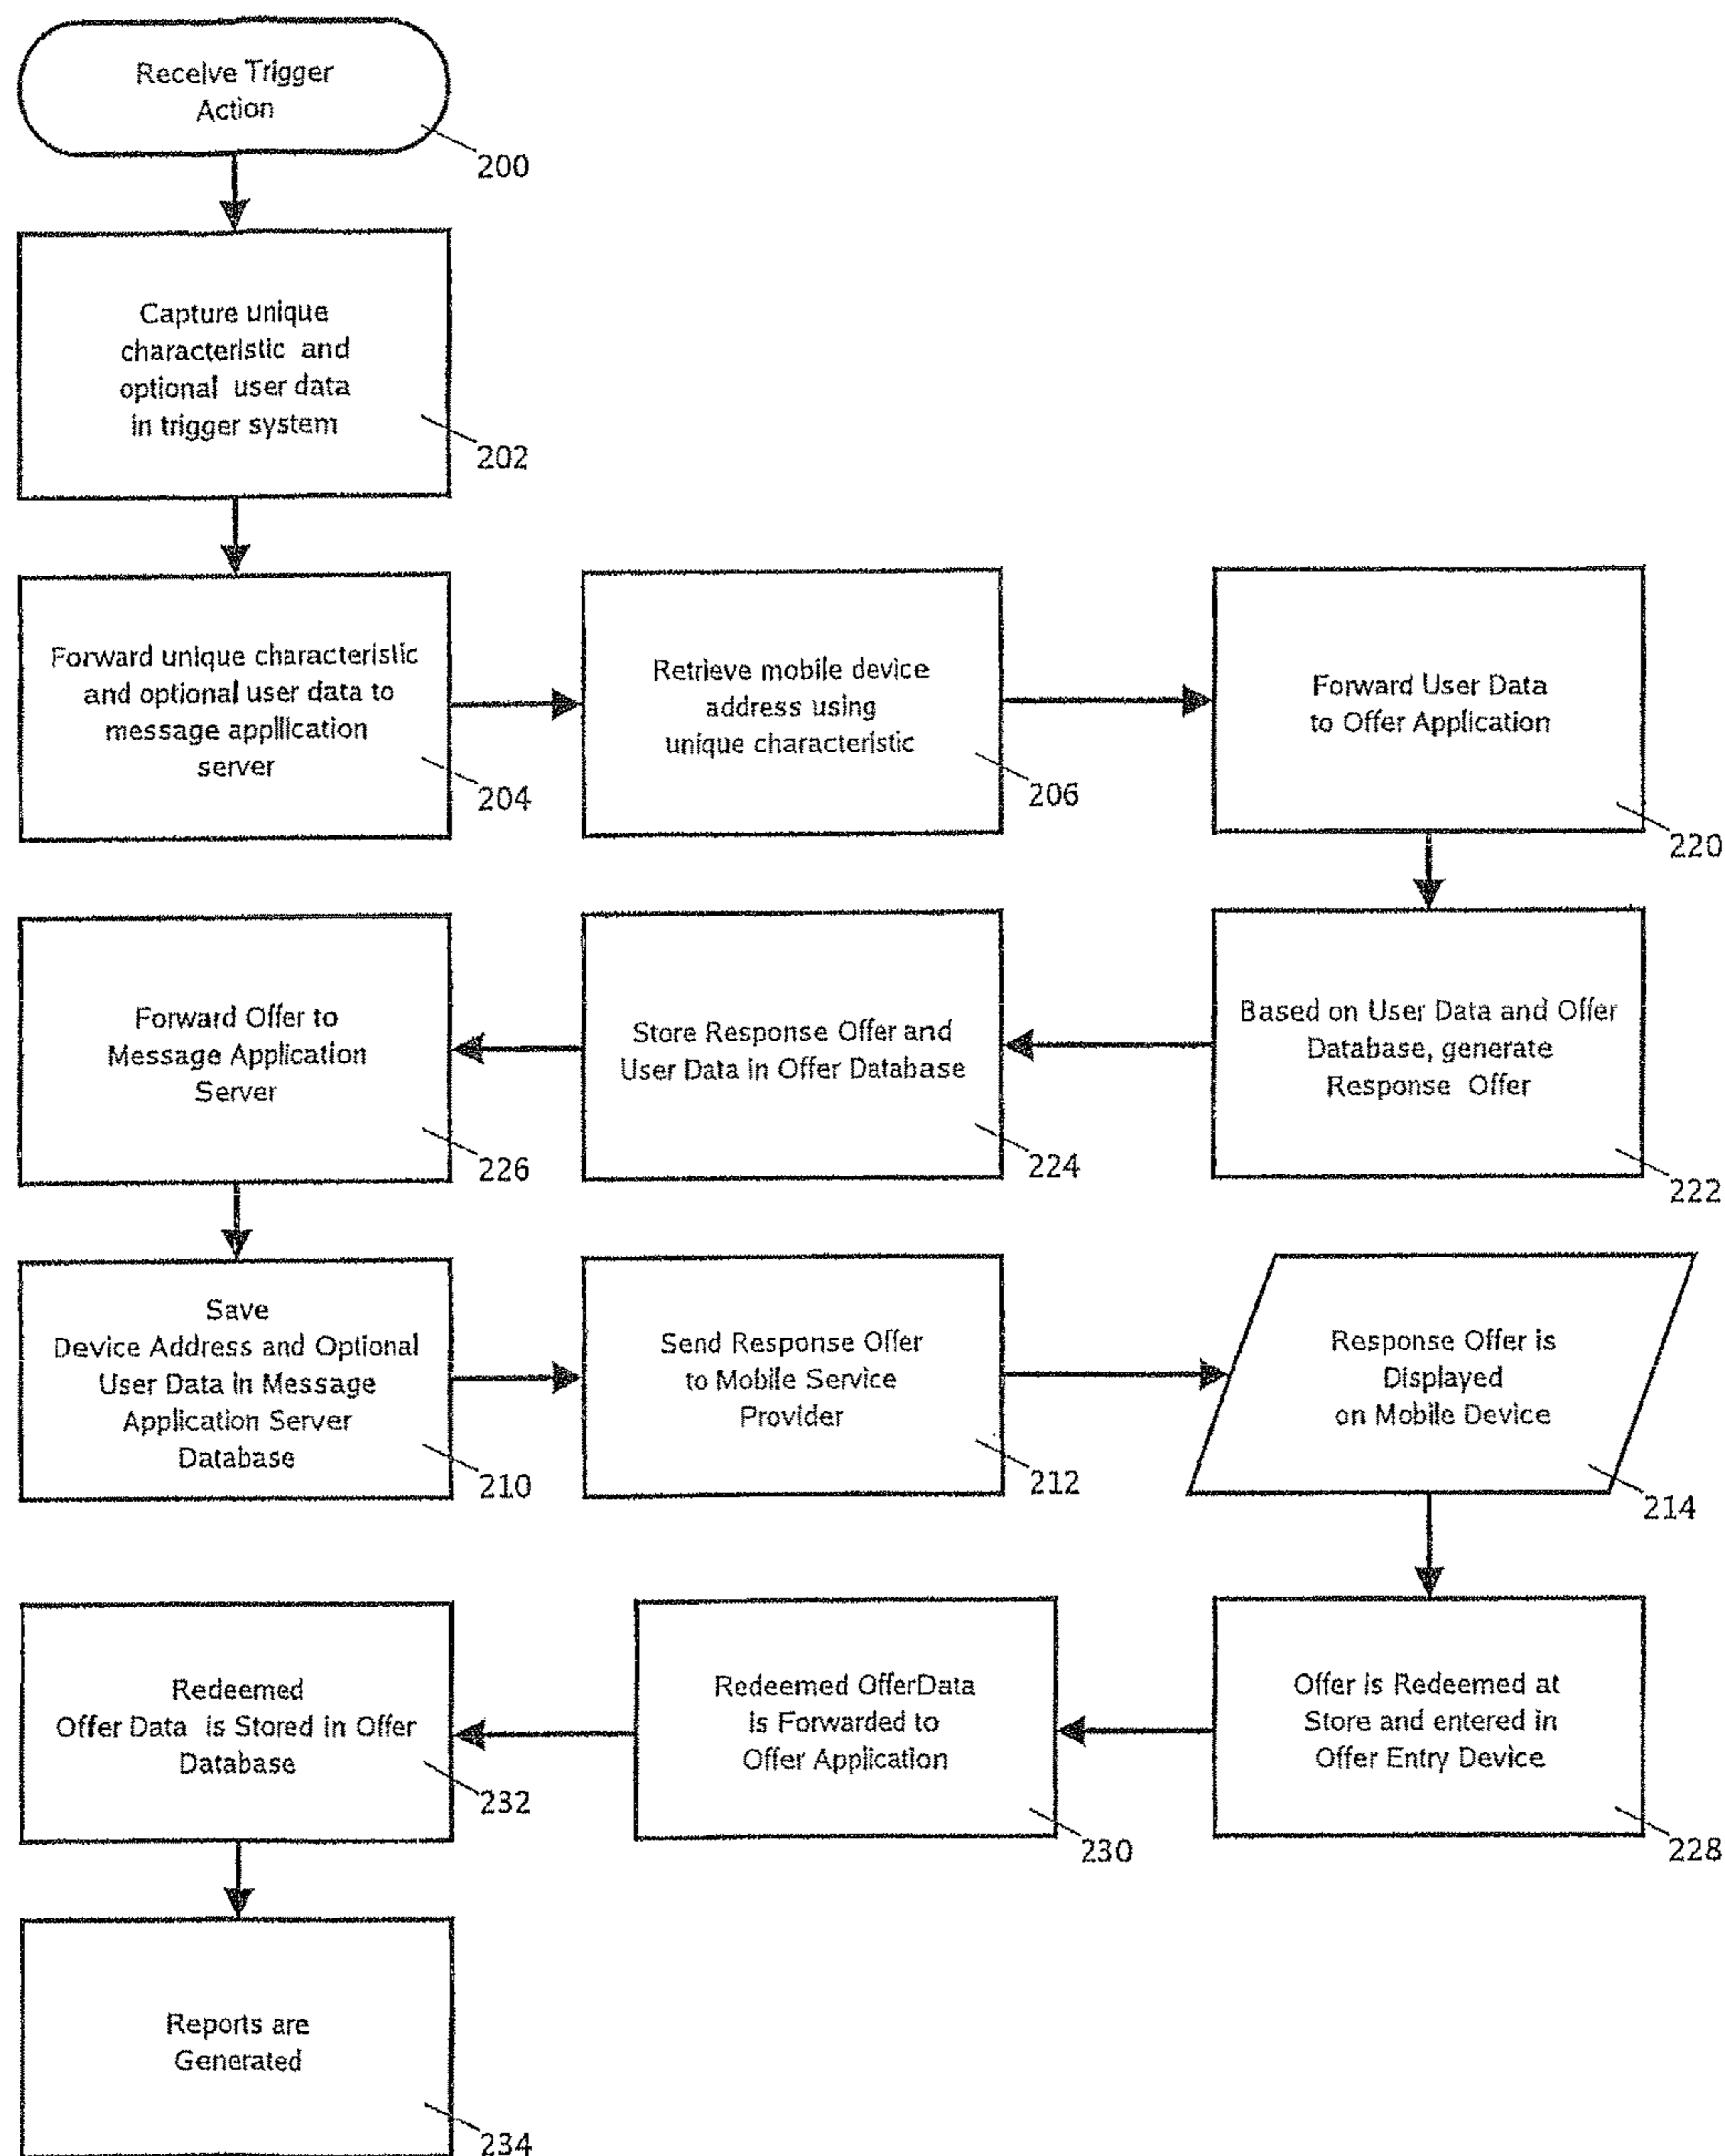 Receive Trigger
Action
200
Capture unique
characteristic and
optional user data
in trigger system
202
Forward unique characteristic
and optional user data to
message appllication
server
204
Retrieve mobile device
address using
unique characteristic
206
Forward User Data
to Offer Application
220
Based on User Data and Offer
Database, generate
Response Offer
222
Store Response Offer and
User Data in Offer Database
224
Forward Offer to
Message Application
Server
226
Save
Device Address and Optional
User Data in Message
Application Server
Database
210
Send Response Offer
to Mobile Service
Provider
212
Response Offer is
Displayed
on Mobile Device
214
Offer is Redeemed at
Store and entered in
Offer Entry Device
228
Redeemed OfferData
is Forwarded to
Offer Application
230
Redeemed
Offer Data is Stored in Offer
Database
232
Reports are
Generated
234